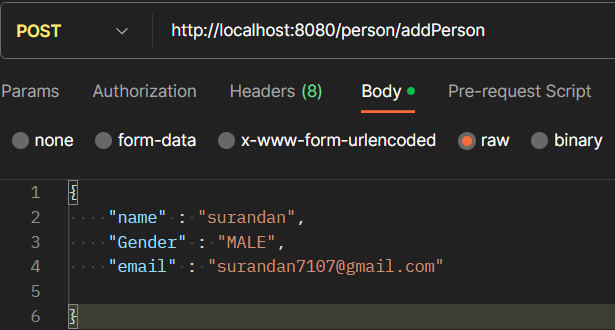 POST http://localhost:8080/person/addPerson
Params Authorization Headers (8) Body Pre-request Script
none form-data x-www-form-urlencoded raw binary
1 {
2 "name" : "surandan",
3 "Gender" : "MALE",
4 "email" : "surandan7107@gmail.com"
5
6 }